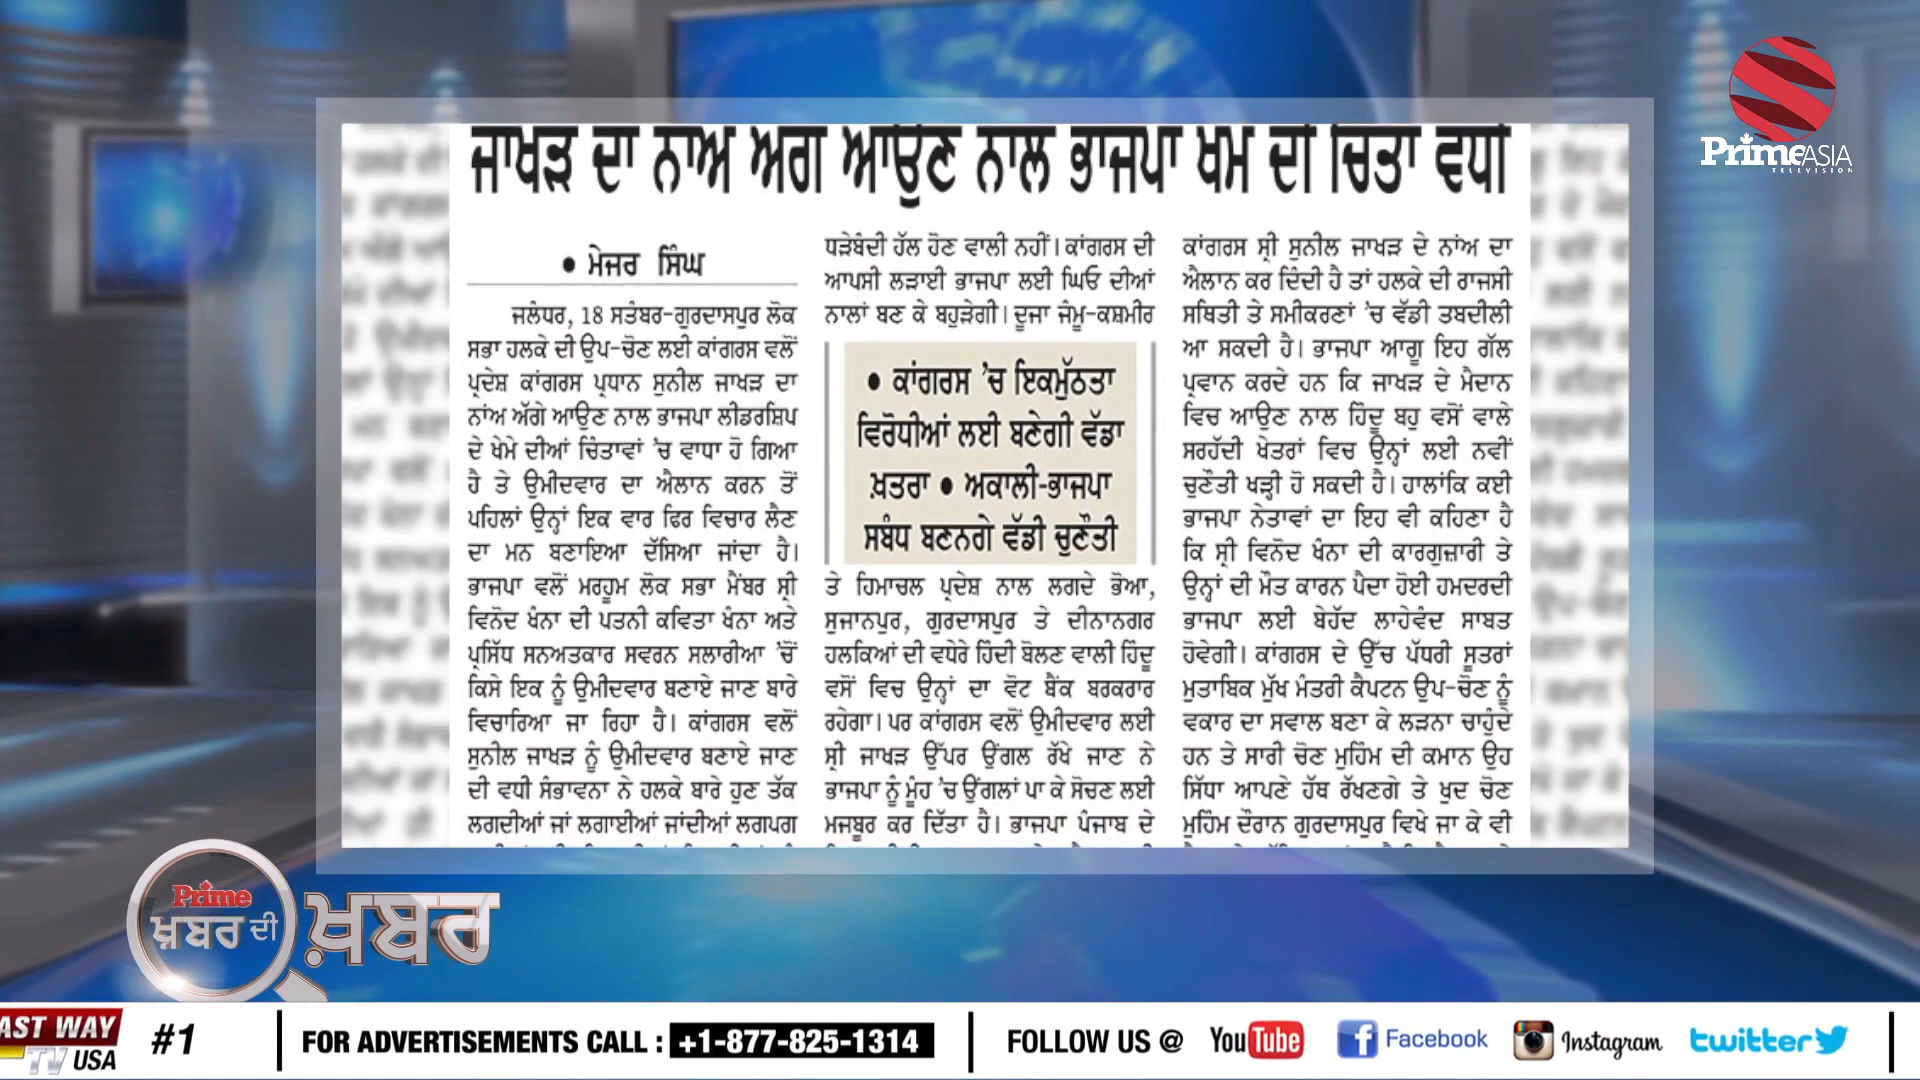 PrimeASIA
TELEVISION
ਜਾਖੜ ਦਾ ਨਾਅ ਅਗੇ ਆਉਣ ਨਾਲ ਭਾਜਪਾ ਖੇਮੇ ਦੀ ਚਿੰਤਾ ਵਧੀ
• ਮੇਜਰ ਸਿੰਘ
ਜਲੰਧਰ, 18 ਸਤੰਬਰ-ਗੁਰਦਾਸਪੁਰ ਲੋਕ
ਸਭਾ ਹਲਕੇ ਦੀ ਉਪ-ਚੋਣ ਲਈ ਕਾਂਗਰਸ ਵਲੋਂ
ਪ੍ਰਦੇਸ਼ ਕਾਂਗਰਸ ਪ੍ਰਧਾਨ ਸੁਨੀਲ ਜਾਖੜ ਦਾ
ਨਾਂਅ ਅੱਗੇ ਆਉਣ ਨਾਲ ਭਾਜਪਾ ਲੀਡਰਸ਼ਿਪ
ਦੇ ਖੇਮੇ ਦੀਆਂ ਚਿੰਤਾਵਾਂ 'ਚ ਵਾਧਾ ਹੋ ਗਿਆ
ਹੈ ਤੇ ਉਮੀਦਵਾਰ ਦਾ ਐਲਾਨ ਕਰਨ ਤੋਂ
ਪਹਿਲਾਂ ਉਨ੍ਹਾਂ ਇਕ ਵਾਰ ਫਿਰ ਵਿਚਾਰ ਲੈਣ
ਦਾ ਮਨ ਬਣਾਇਆ ਦੱਸਿਆ ਜਾਂਦਾ ਹੈ।
ਭਾਜਪਾ ਵਲੋਂ ਮਰਹੂਮ ਲੋਕ ਸਭਾ ਮੈਂਬਰ ਸ੍ਰੀ
ਵਿਨੋਦ ਖੰਨਾ ਦੀ ਪਤਨੀ ਕਵਿਤਾ ਖੰਨਾ ਅਤੇ
ਪ੍ਰਸਿੱਧ ਸਨਅਤਕਾਰ ਸਵਰਨ ਸਲਾਰੀਆ 'ਚੋਂ
ਕਿਸੇ ਇਕ ਨੂੰ ਉਮੀਦਵਾਰ ਬਣਾਏ ਜਾਣ ਬਾਰੇ
ਵਿਚਾਰਿਆ ਜਾ ਰਿਹਾ ਹੈ। ਕਾਂਗਰਸ ਵਲੋਂ
ਸੁਨੀਲ ਜਾਖੜ ਨੂੰ ਉਮੀਦਵਾਰ ਬਣਾਏ ਜਾਣ
ਦੀ ਵਧੀ ਸੰਭਾਵਨਾ ਨੇ ਹਲਕੇ ਬਾਰੇ ਹੁਣ ਤੱਕ
ਲਗਦੀਆਂ ਜਾਂ ਲਗਾਈਆਂ ਜਾਂਦੀਆਂ ਲਗਪਗ
ਧੜੇਬੰਦੀ ਹੱਲ ਹੋਣ ਵਾਲੀ ਨਹੀਂ। ਕਾਂਗਰਸ ਦੀ
ਆਪਸੀ ਲੜਾਈ ਭਾਜਪਾ ਲਈ ਘਿਓ ਦੀਆਂ
ਨਾਲਾਂ ਬਣ ਕੇ ਬਹੁੜੇਗੀ। ਦੂਜਾ ਜੰਮੂ-ਕਸ਼ਮੀਰ
• ਕਾਂਗਰਸ 'ਚ ਇਕਮੁੱਠਤਾ
ਵਿਰੋਧੀਆਂ ਲਈ ਬਣੇਗੀ ਵੱਡਾ
ਖ਼ਤਰਾ • ਅਕਾਲੀ-ਭਾਜਪਾ
ਸਬੰਧ ਬਣਨਗੇ ਵੱਡੀ ਚੁਣੌਤੀ
ਤੇ ਹਿਮਾਚਲ ਪ੍ਰਦੇਸ਼ ਨਾਲ ਲਗਦੇ ਭੋਆ,
ਸੁਜਾਨਪੁਰ, ਗੁਰਦਾਸਪੁਰ ਤੇ ਦੀਨਾਨਗਰ
ਹਲਕਿਆਂ ਦੀ ਵਧੇਰੇ ਹਿੰਦੀ ਬੋਲਣ ਵਾਲੀ ਹਿੰਦੂ
ਵਸੋਂ ਵਿਚ ਉਨ੍ਹਾਂ ਦਾ ਵੋਟ ਬੈਂਕ ਬਰਕਰਾਰ
ਰਹੇਗਾ। ਪਰ ਕਾਂਗਰਸ ਵਲੋਂ ਉਮੀਦਵਾਰ ਲਈ
ਸ੍ਰੀ ਜਾਖੜ ਉੱਪਰ ਉਂਗਲ ਰੱਖੇ ਜਾਣ ਨੇ
ਭਾਜਪਾ ਨੂੰ ਮੂੰਹ 'ਚ ਉਂਗਲਾਂ ਪਾ ਕੇ ਸੋਚਣ ਲਈ
ਮਜਬੂਰ ਕਰ ਦਿੱਤਾ ਹੈ। ਭਾਜਪਾ ਪੰਜਾਬ ਦੇ
ਕਾਂਗਰਸ ਸ੍ਰੀ ਸੁਨੀਲ ਜਾਖੜ ਦੇ ਨਾਂਅ ਦਾ
ਐਲਾਨ ਕਰ ਦਿੰਦੀ ਹੈ ਤਾਂ ਹਲਕੇ ਦੀ ਰਾਜਸੀ
ਸਥਿਤੀ ਤੇ ਸਮੀਕਰਣਾਂ 'ਚ ਵੱਡੀ ਤਬਦੀਲੀ
ਆ ਸਕਦੀ ਹੈ। ਭਾਜਪਾ ਆਗੂ ਇਹ ਗੱਲ
ਪ੍ਰਵਾਨ ਕਰਦੇ ਹਨ ਕਿ ਜਾਖੜ ਦੇ ਮੈਦਾਨ
ਵਿਚ ਆਉਣ ਨਾਲ ਹਿੰਦੂ ਬਹੁ ਵਸੋਂ ਵਾਲੇ
ਸਰਹੱਦੀ ਖੇਤਰਾਂ ਵਿਚ ਉਨ੍ਹਾਂ ਲਈ ਨਵੀਂ
ਚੁਣੌਤੀ ਖੜ੍ਹੀ ਹੋ ਸਕਦੀ ਹੈ। ਹਾਲਾਂਕਿ ਕਈ
ਭਾਜਪਾ ਨੇਤਾਵਾਂ ਦਾ ਇਹ ਵੀ ਕਹਿਣਾ ਹੈ
ਕਿ ਸ੍ਰੀ ਵਿਨੋਦ ਖੰਨਾ ਦੀ ਕਾਰਗੁਜ਼ਾਰੀ ਤੇ
ਉਨ੍ਹਾਂ ਦੀ ਮੌਤ ਕਾਰਨ ਪੈਦਾ ਹੋਈ ਹਮਦਰਦੀ
ਭਾਜਪਾ ਲਈ ਬੇਹੱਦ ਲਾਹੇਵੰਦ ਸਾਬਤ
ਹੋਵੇਗੀ। ਕਾਂਗਰਸ ਦੇ ਉੱਚ ਪੱਧਰੀ ਸੂਤਰਾਂ
ਮੁਤਾਬਿਕ ਮੁੱਖ ਮੰਤਰੀ ਕੈਪਟਨ ਉਪ-ਚੋਣ ਨੂੰ
ਵਕਾਰ ਦਾ ਸਵਾਲ ਬਣਾ ਕੇ ਲੜਨਾ ਚਾਹੁੰਦੇ
ਹਨ ਤੇ ਸਾਰੀ ਚੋਣ ਮੁਹਿੰਮ ਦੀ ਕਮਾਨ ਉਹ
ਸਿੱਧਾ ਆਪਣੇ ਹੱਥ ਰੱਖਣਗੇ ਤੇ ਖੁਦ ਚੋਣ
ਮੁਹਿੰਮ ਦੌਰਾਨ ਗੁਰਦਾਸਪੁਰ ਵਿਖੇ ਜਾ ਕੇ ਵੀ
Prime
ਖ਼ਬਰ ਦੀ
ਖ਼ਬਰ
AST WAY
TV USA
#1
FOR ADVERTISEMENTS CALL : +1-877-825-1314
FOLLOW US @ YouTube Facebook Instagram twitter